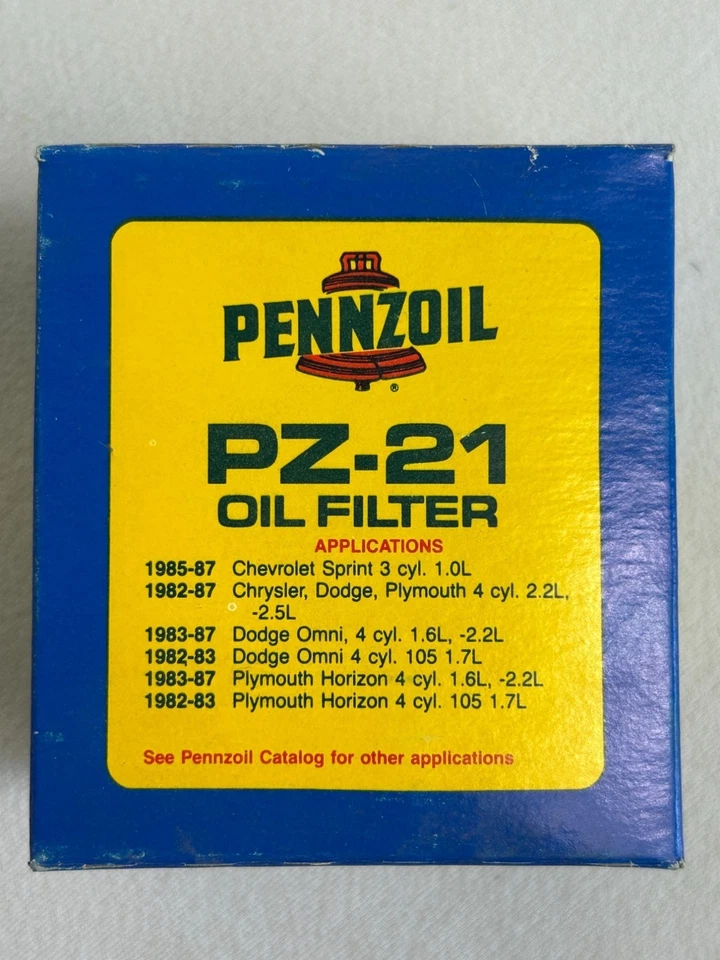 PENNZOIL
®
PZ-21
OIL FILTER
APPLICATIONS
1985-87 Chevrolet Sprint 3 cyl. 1.0L
1982-87 Chrysler, Dodge, Plymouth 4 cyl. 2.2L,
-2.5L
1983-87 Dodge Omni, 4 cyl. 1.6L, -2.2L
1982-83 Dodge Omni 4 cyl. 105 1.7L
1983-87 Plymouth Horizon 4 cyl. 1.6L, -2.2L
1982-83 Plymouth Horizon 4 cyl. 105 1.7L
See Pennzoil Catalog for other applications